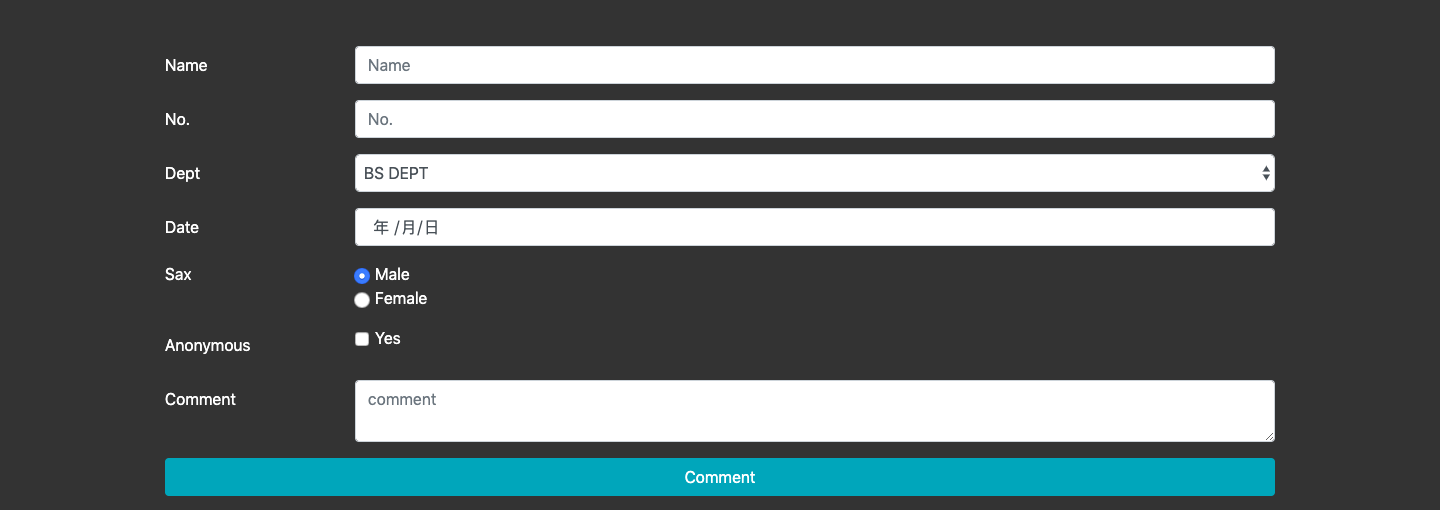 Name Name
No. No.
Dept BS DEPT
Date 年 /月/日
Sax Male
Female
Anonymous Yes
Comment comment
Comment